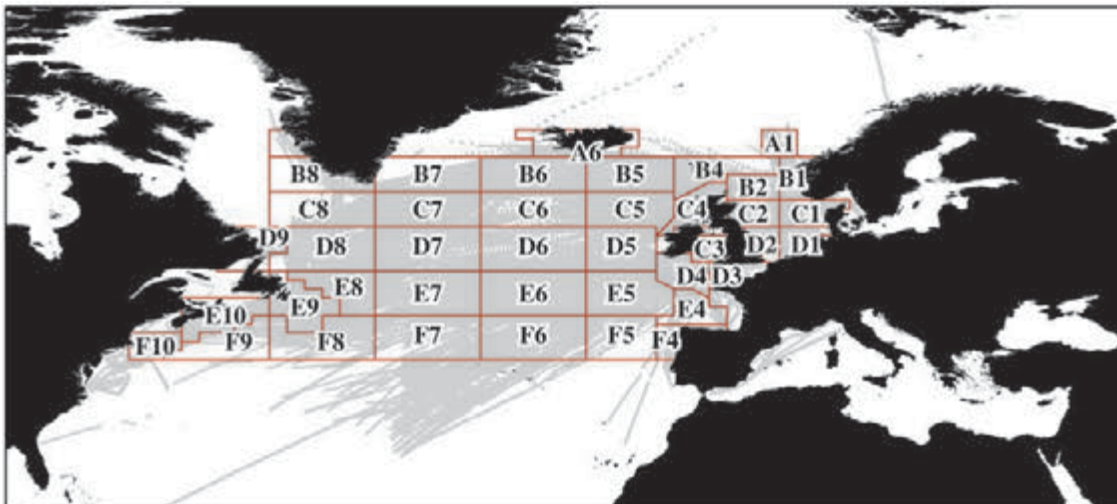 A1
A6
B8 B7 B6 B5 B4 B2 B1
C8 C7 C6 C5 C4 C2 C1
D9 D8 D7 D6 D5 C3 D2 D1
E8 E7 E6 E5 D4 D3
E10 E9 E4
F10 F9 F8 F7 F6 F5 F4